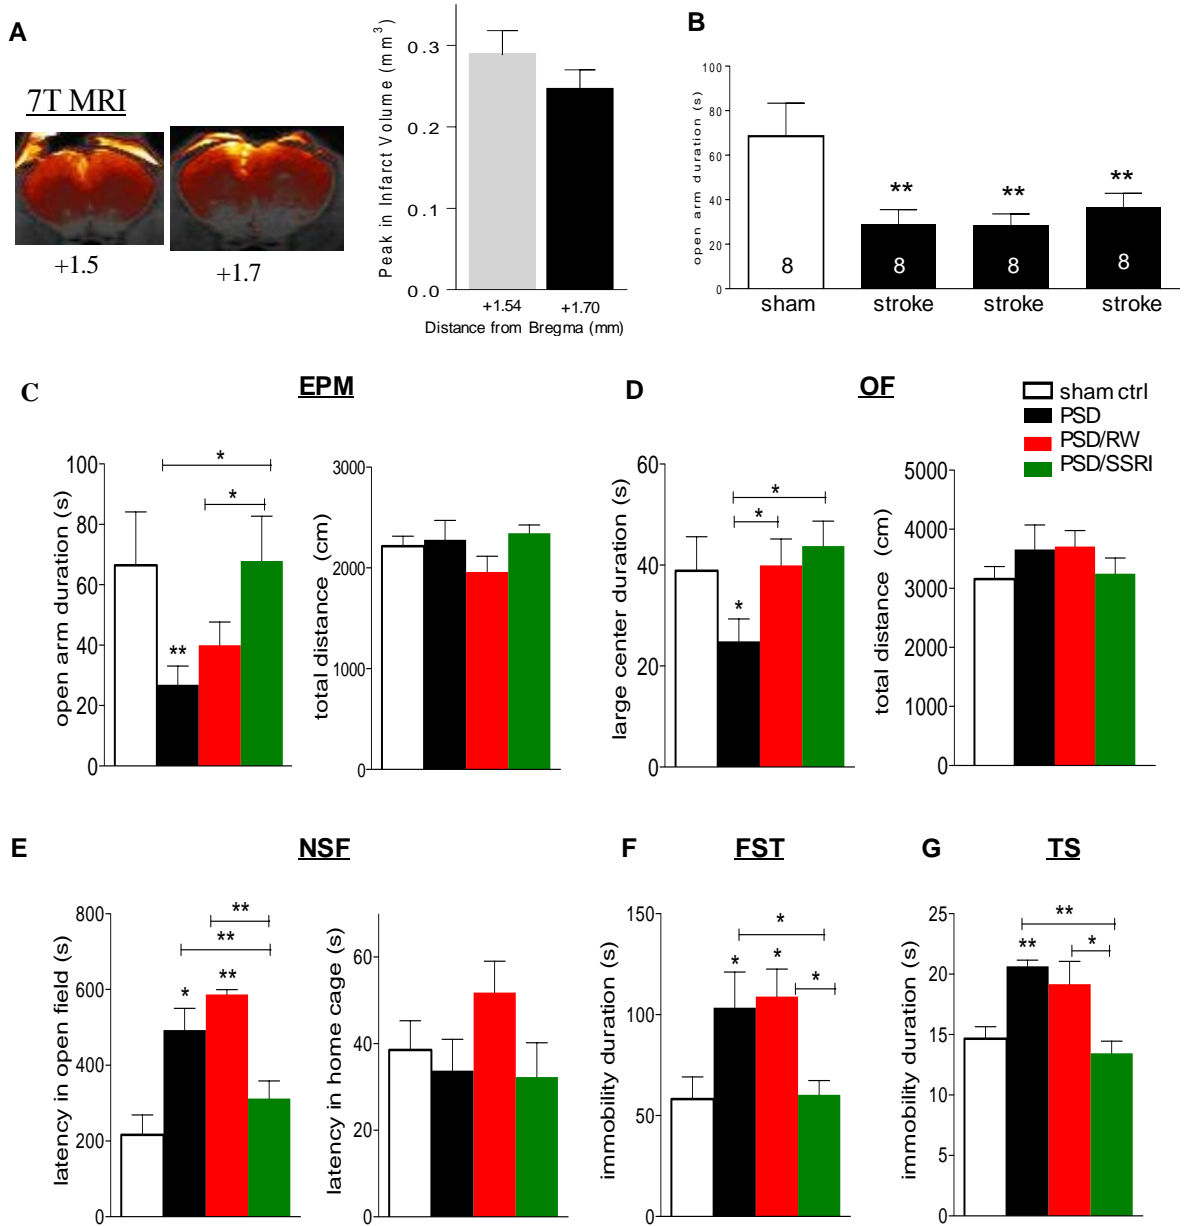 A
7T MRI
+1.5
+1.7
Peak in Infarct Volume (mm3)
0.3
0.2
0.1
0.0
+1.54 +1.70
Distance from Bregma (mm)
B
open arm duration (s)
100
80
60
40
20
0
** ** **
8 8 8 8
sham stroke stroke stroke
C
EPM
open arm duration (s)
100
80
60
40
20
0
*
*
**
total distance (cm)
3000
2000
1000
0
D
OF
sham ctrl
PSD
PSD/RW
PSD/SSRI
large center duration (s)
60
40
20
0
*
*
*
total distance (cm)
5000
4000
3000
2000
1000
0
E
NSF
latency in open field (s)
800
600
400
200
0
**
**
* **
latency in home cage (s)
60
40
20
0
F
FST
immobility duration (s)
150
100
50
0
*
* *
*
G
TS
immobility duration (s)
25
20
15
10
5
0
**
*
**